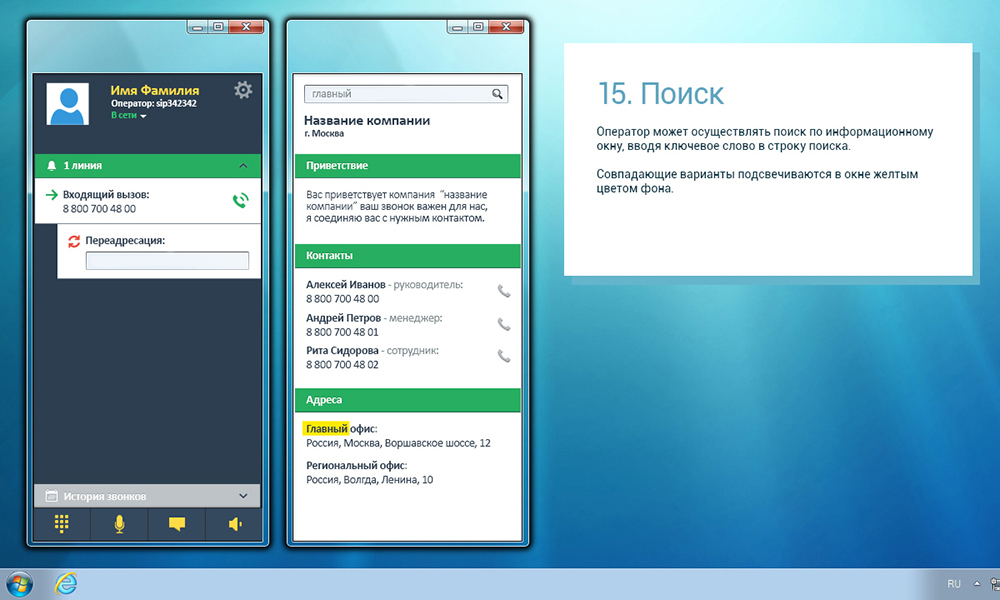 Имя Фамилия
Оператор: sip342342
В сети
1 линия
Входящий вызов:
8 800 700 48 00
Переадресация:
История звонков
главный
Название компании
г. Москва
Приветствие
Вас приветствует компания “название
компании” ваш звонок важен для нас,
я соединяю вас с нужным контактом.
Контакты
Алексей Иванов - руководитель:
8 800 700 48 00
Андрей Петров - менеджер:
8 800 700 48 01
Рита Сидорова - сотрудник:
8 800 700 48 02
Адреса
Главный офис:
Россия, Москва, Воршавское шоссе, 12
Региональный офис:
Россия, Волгда, Ленина, 10
15. Поиск
Оператор может осуществлять поиск по информационному
окну, вводя ключевое слово в строку поиска.
Совпадающие варианты подсвечиваются в окне желтым
цветом фона.
RU